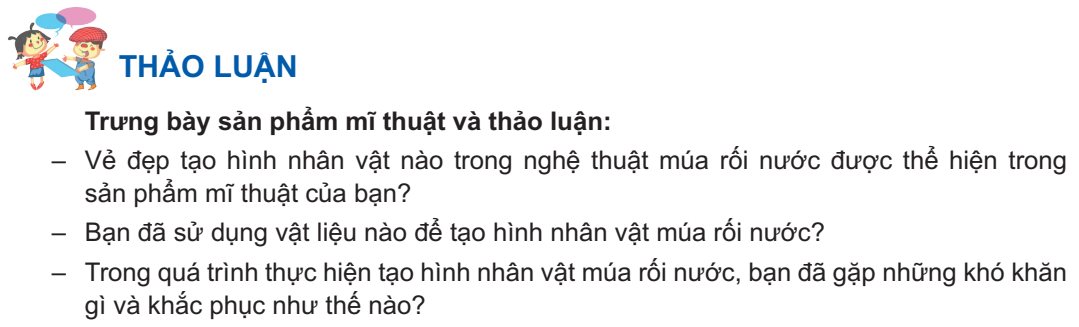 THẢO LUẬN
Trưng bày sản phẩm mĩ thuật và thảo luận:
– Vẻ đẹp tạo hình nhân vật nào trong nghệ thuật múa rối nước được thể hiện trong
sản phẩm mĩ thuật của bạn?
– Bạn đã sử dụng vật liệu nào để tạo hình nhân vật múa rối nước?
– Trong quá trình thực hiện tạo hình nhân vật múa rối nước, bạn đã gặp những khó khăn
gì và khắc phục như thế nào?